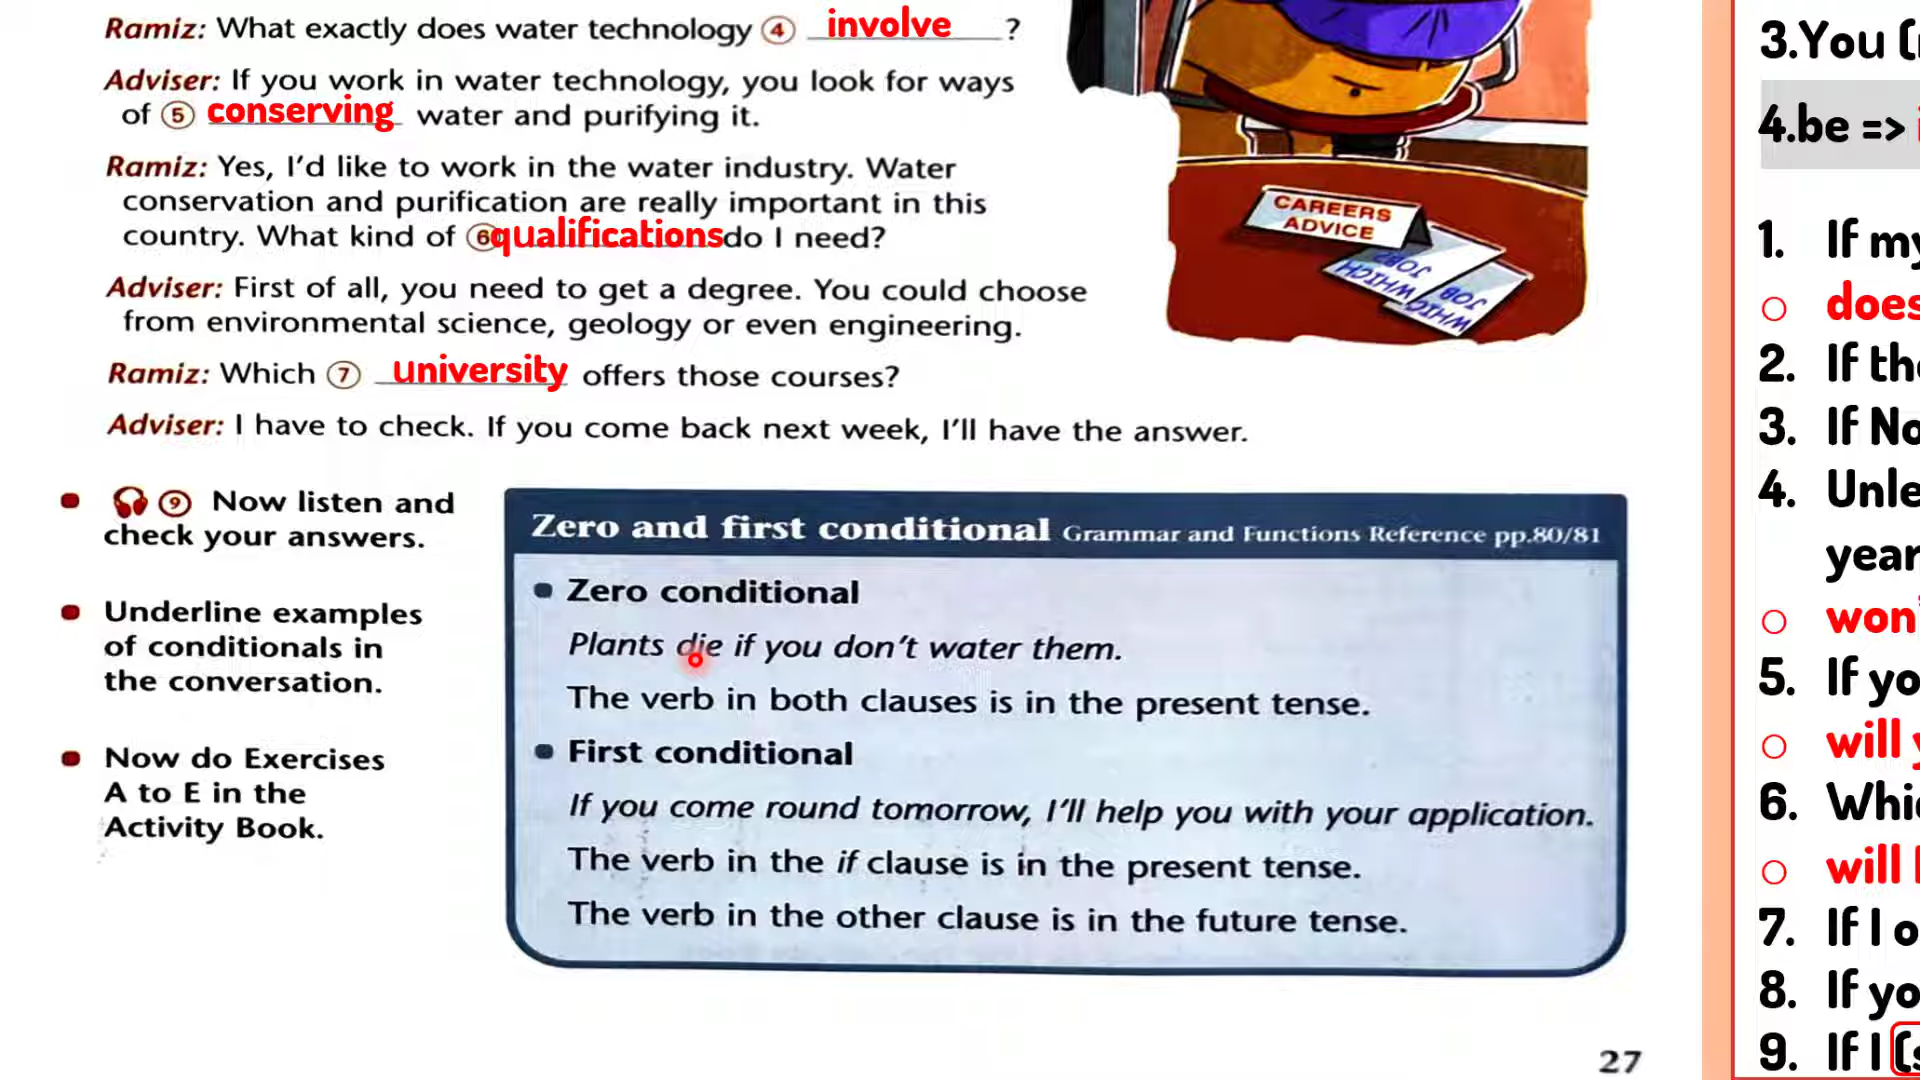 Ramiz: What exactly does water technology ④ involve ?
Adviser: If you work in water technology, you look for ways
of ⑤ conserving water and purifying it.
Ramiz: Yes, I'd like to work in the water industry. Water
conservation and purification are really important in this
country. What kind of ⑥ qualifications do I need?
Adviser: First of all, you need to get a degree. You could choose
from environmental science, geology or even engineering.
Ramiz: Which ⑦ university offers those courses?
Adviser: I have to check. If you come back next week, I'll have the answer.
CAREERS
ADVICE
WHICH
JOB?
WHICH
JOB
• ⑨ Now listen and
check your answers.
• Underline examples
of conditionals in
the conversation.
• Now do Exercises
A to E in the
Activity Book.
Zero and first conditional Grammar and Functions Reference pp.80/81
• Zero conditional
Plants die if you don't water them.
The verb in both clauses is in the present tense.
• First conditional
If you come round tomorrow, I'll help you with your application.
The verb in the if clause is in the present tense.
The verb in the other clause is in the future tense.
27
3.You
4.be =>
1. If my
o does
2. If the
3. If No
4. Unle
year
o won'
5. If yo
o will y
6. Whic
o will
7. If I o
8. If yo
9. If I (s